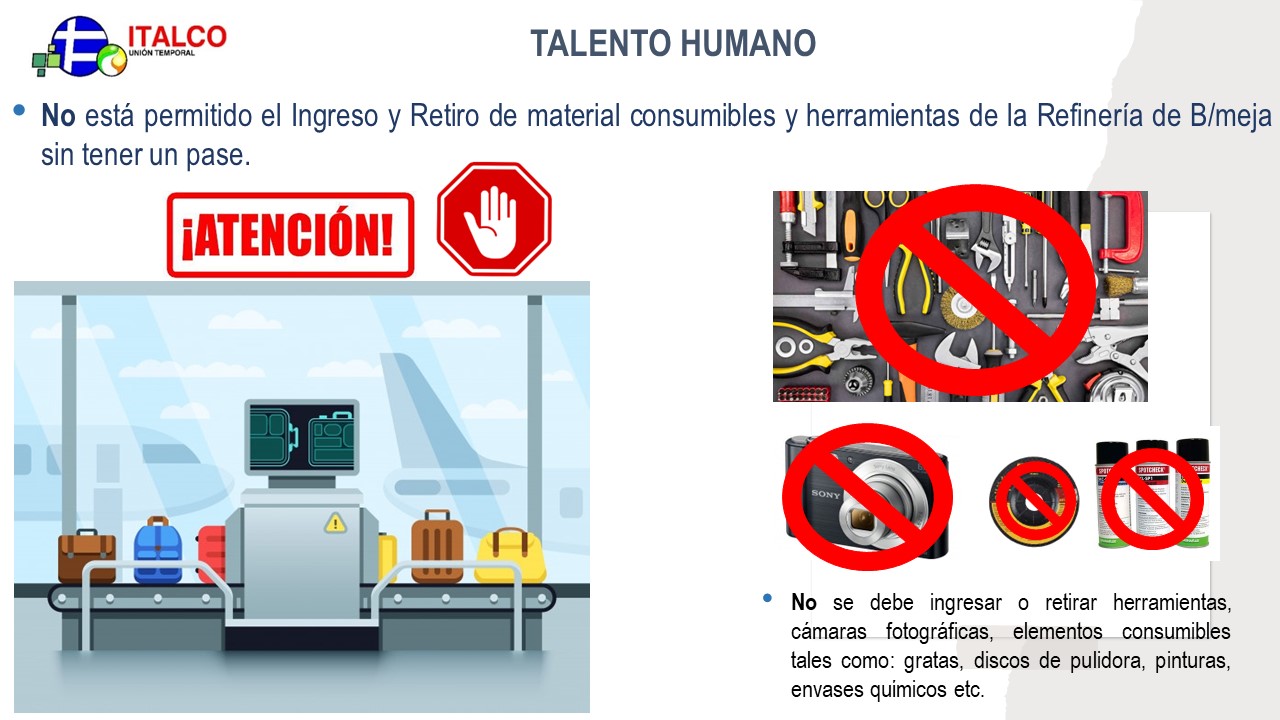 ITALCO
UNIÓN TEMPORAL
TALENTO HUMANO
• No está permitido el Ingreso y Retiro de material consumibles y herramientas de la Refinería de B/meja
sin tener un pase.
¡ATENCIÓN!
SONY
SPOTCHECK SPOTCHECK SPOTCHECK
• No se debe ingresar o retirar herramientas,
cámaras fotográficas, elementos consumibles
tales como: gratas, discos de pulidora, pinturas,
envases químicos etc.